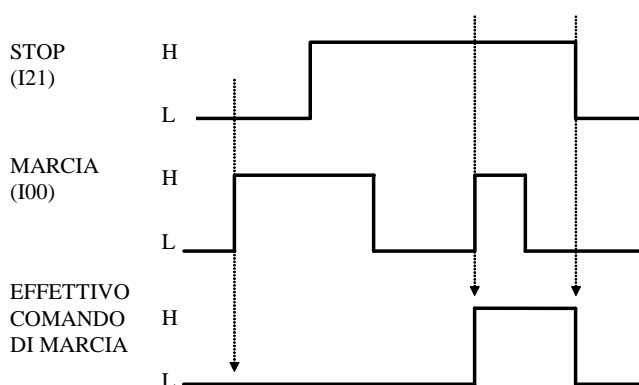 STOP H
(I21)
L
MARCIA
H
(I00)
L
EFFETTIVO
COMANDO H
DI MARCIA
L